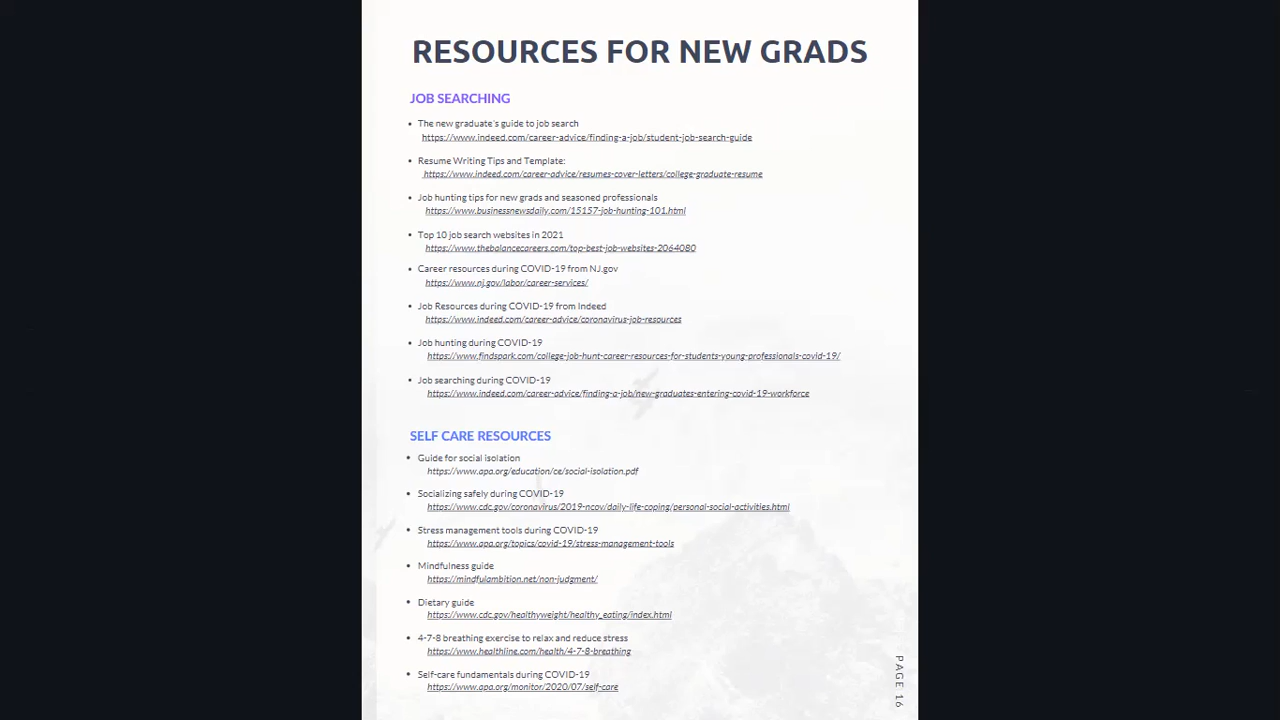 RESOURCES FOR NEW GRADS
JOB SEARCHING
• The new graduate's guide to job search
https://www.indeed.com/career-advice/finding-a-job/student-job-search-guide
• Resume Writing Tips and Template:
https://www.indeed.com/career-advice/resumes-cover-letters/college-graduate-resume
• Job hunting tips for new grads and seasoned professionals
https://www.businessnewsdaily.com/15157-job-hunting-101.html
• Top 10 job search websites in 2021
https://www.thebalancecareers.com/top-best-job-websites-2064080
• Career resources during COVID-19 from NJ.gov
https://www.nj.gov/labor/career-services/
• Job Resources during COVID-19 from Indeed
https://www.indeed.com/career-advice/coronavirus-job-resources
• Job hunting during COVID-19
https://www.findspark.com/college-job-hunt-career-resources-for-students-young-professionals-covid-19/
• Job searching during COVID-19
https://www.indeed.com/career-advice/finding-a-job/new-graduates-entering-covid-19-workforce
SELF CARE RESOURCES
• Guide for social isolation
https://www.apa.org/education/ce/social-isolation.pdf
• Socializing safely during COVID-19
https://www.cdc.gov/coronavirus/2019-ncov/daily-life-coping/personal-social-activities.html
• Stress management tools during COVID-19
https://www.apa.org/topics/covid-19/stress-management-tools
• Mindfulness guide
https://mindfulambition.net/non-judgment/
• Dietary guide
https://www.cdc.gov/healthyweight/healthy_eating/index.html
• 4-7-8 breathing exercise to relax and reduce stress
https://www.healthline.com/health/4-7-8-breathing
• Self-care fundamentals during COVID-19
https://www.apa.org/monitor/2020/07/self-care
PAGE 16